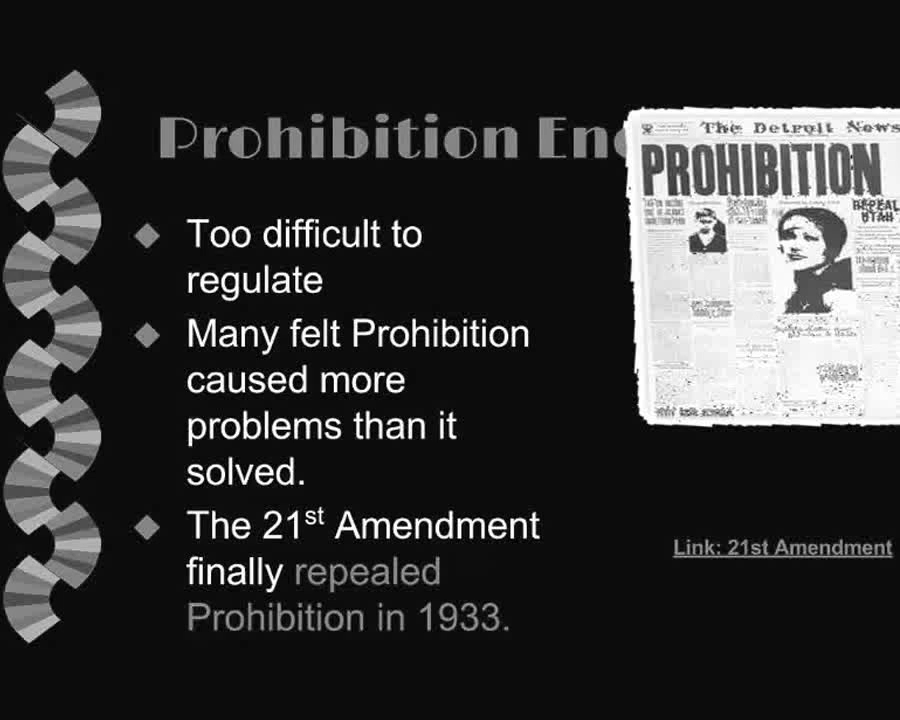 Prohibition En
The Detroit News
PROHIBITION
REPEAL
UTAH
Too difficult to
regulate
Many felt Prohibition
caused more
problems than it
solved.
The 21st Amendment
finally repealed
Prohibition in 1933.
Link: 21st Amendment